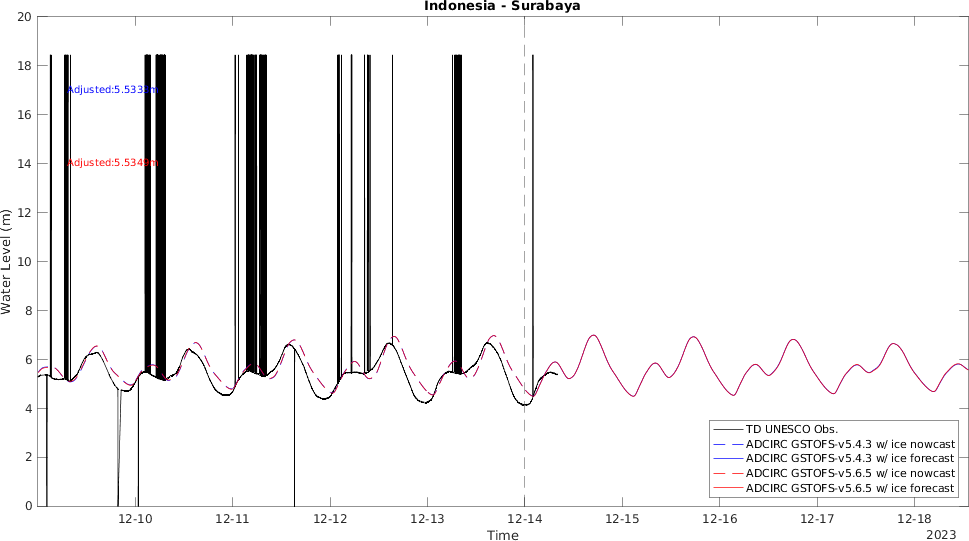 Indonesia - Surabaya
20
18
16
14
12
10
8
6
4
2
0
Water Level (m)
Adjusted:5.5332m
Adjusted:5.5349m
TD UNESCO Obs.
ADCIRC GSTOFS-v5.4.3 w/ ice nowcast
ADCIRC GSTOFS-v5.4.3 w/ ice forecast
ADCIRC GSTOFS-v5.6.5 w/ ice nowcast
ADCIRC GSTOFS-v5.6.5 w/ ice forecast
12-10 12-11 12-12 12-13 12-14 12-15 12-16 12-17 12-18
Time
2023